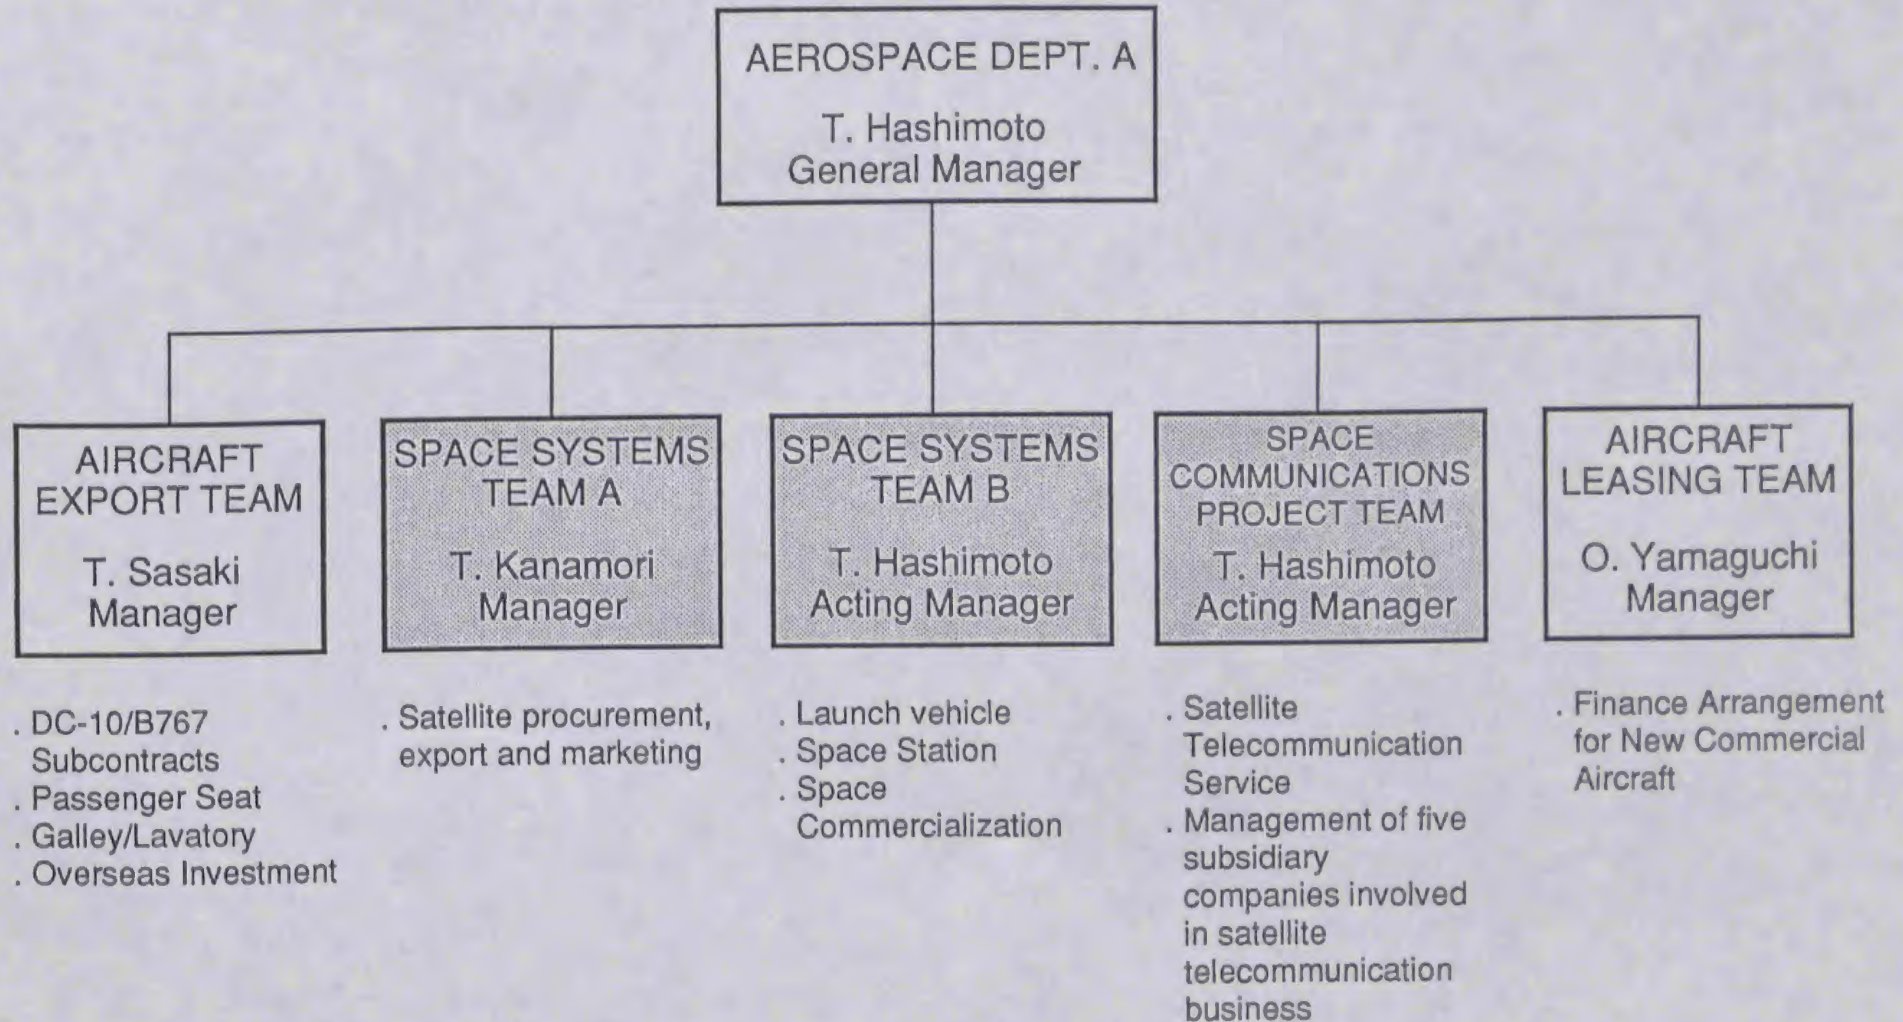 AEROSPACE DEPT. A
T. Hashimoto
General Manager
AIRCRAFT
EXPORT TEAM
T. Sasaki
Manager
. DC-10/B767
Subcontracts
. Passenger Seat
. Galley/Lavatory
. Overseas Investment
SPACE SYSTEMS
TEAM A
T. Kanamori
Manager
. Satellite procurement,
export and marketing
SPACE SYSTEMS
TEAM B
T. Hashimoto
Acting Manager
. Launch vehicle
. Space Station
. Space
Commercialization
SPACE
COMMUNICATIONS
PROJECT TEAM
T. Hashimoto
Acting Manager
. Satellite
Telecommunication
Service
. Management of five
subsidiary
companies involved
in satellite
telecommunication
business
AIRCRAFT
LEASING TEAM
O. Yamaguchi
Manager
. Finance Arrangement
for New Commercial
Aircraft